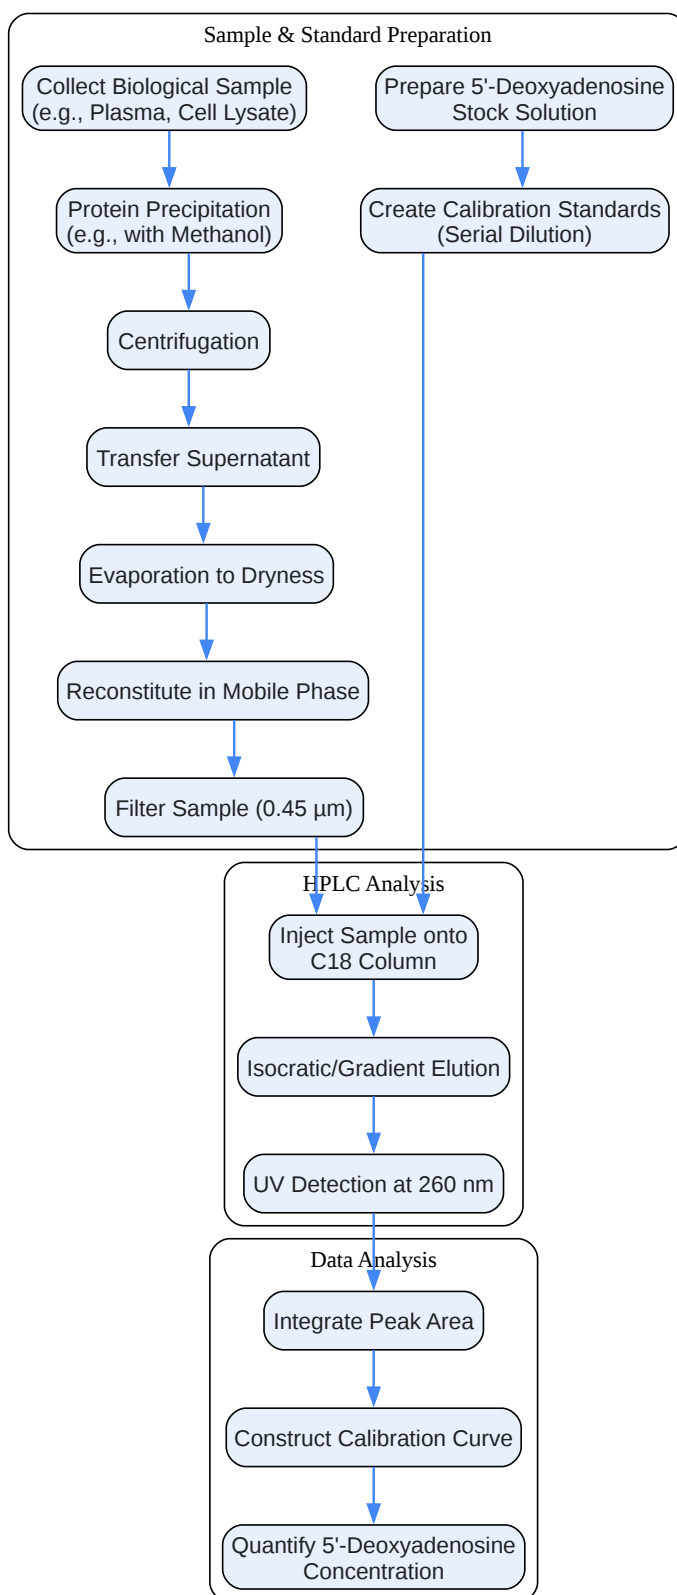 Sample & Standard Preparation
Collect Biological Sample
(e.g., Plasma, Cell Lysate)
Prepare 5'-Deoxyadenosine
Stock Solution
Protein Precipitation
(e.g., with Methanol)
Create Calibration Standards
(Serial Dilution)
Centrifugation
Transfer Supernatant
Evaporation to Dryness
Reconstitute in Mobile Phase
Filter Sample (0.45 µm)
HPLC Analysis
Inject Sample onto
C18 Column
Isocratic/Gradient Elution
UV Detection at 260 nm
Data Analysis
Integrate Peak Area
Construct Calibration Curve
Quantify 5'-Deoxyadenosine
Concentration